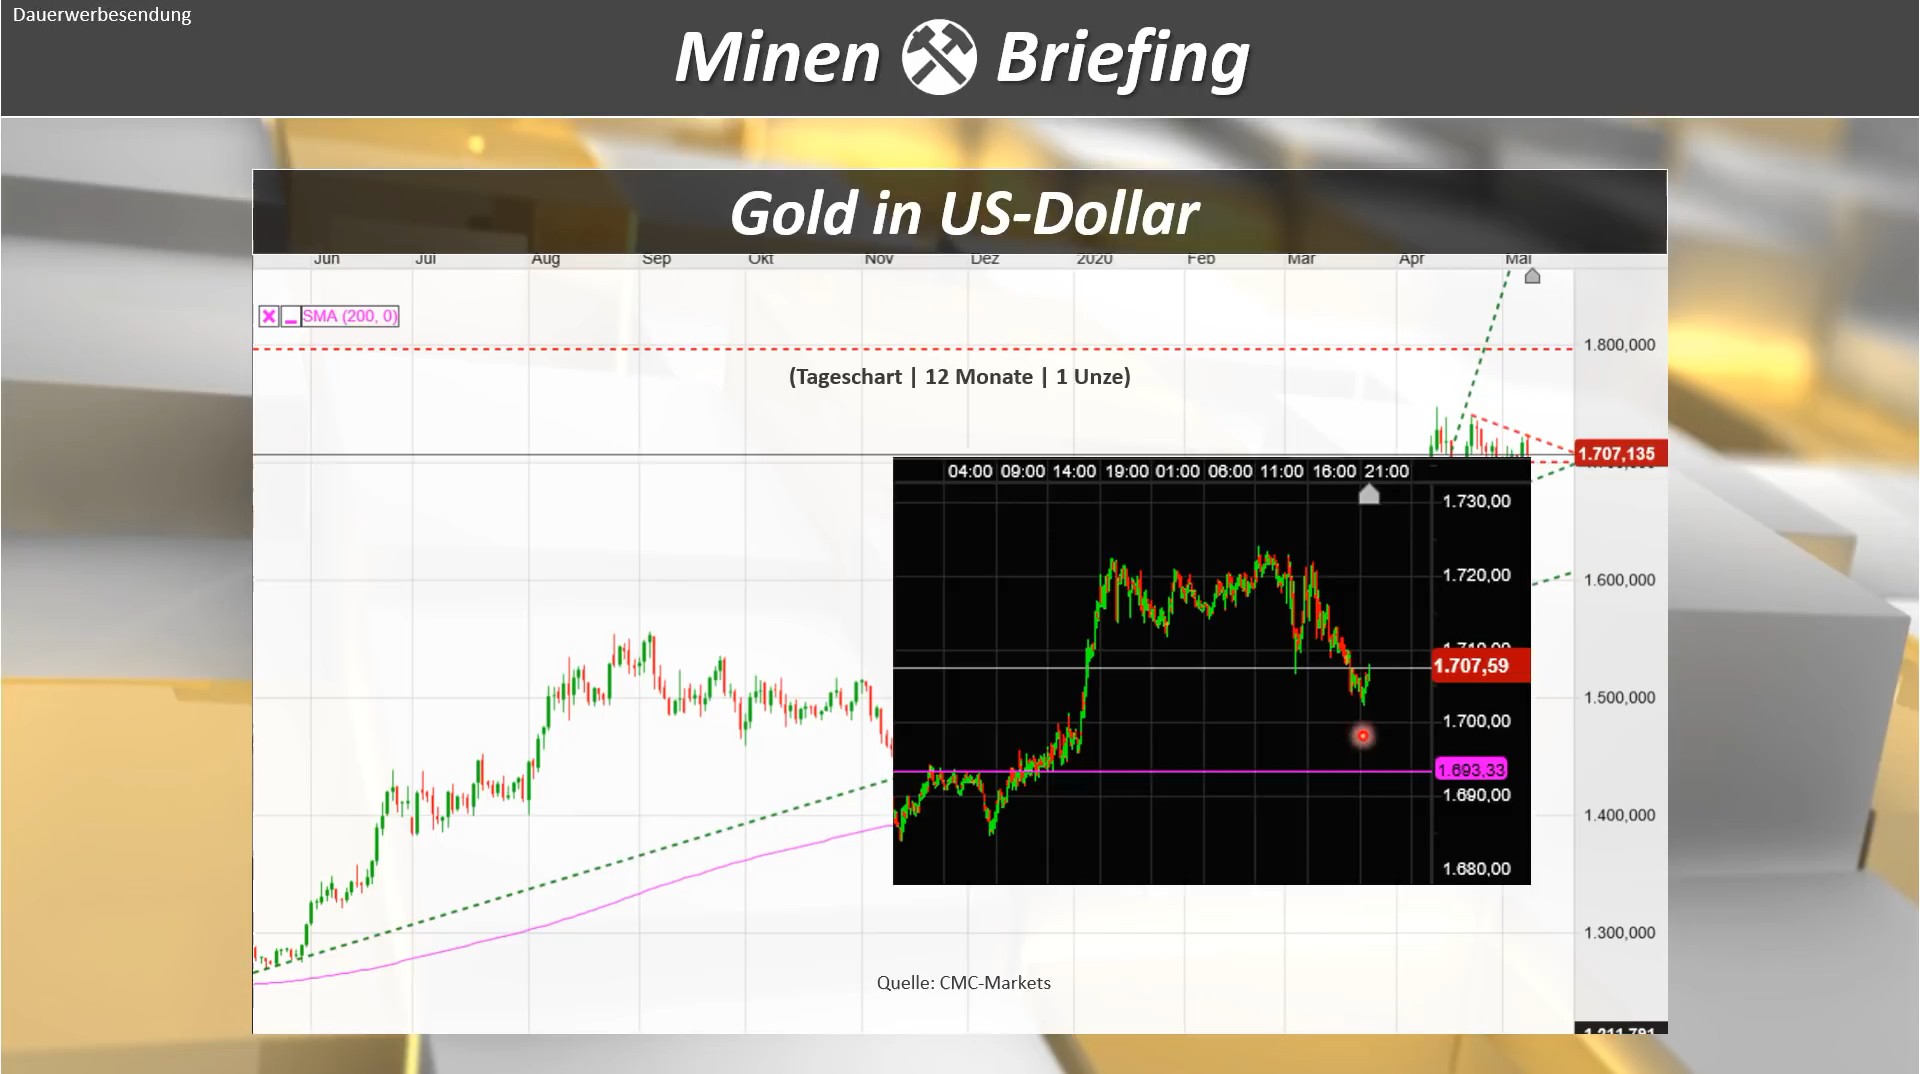 Dauerwerbesendung
Minen Briefing
Gold in US-Dollar
Jun Jul Aug Sep Okt Nov Dez 2020 Feb Mar Apr Mai
SMA (200, 0)
1.800,000
(Tageschart | 12 Monate | 1 Unze)
1.707,135
04:00 09:00 14:00 19:00 01:00 06:00 11:00 16:00 21:00
1.730,00
1.720,00
1.600,000
1.710,00
1.707,59
1.500,000
1.700,00
1.693,33
1.690,00
1.400,000
1.680,00
1.300,000
Quelle: CMC-Markets